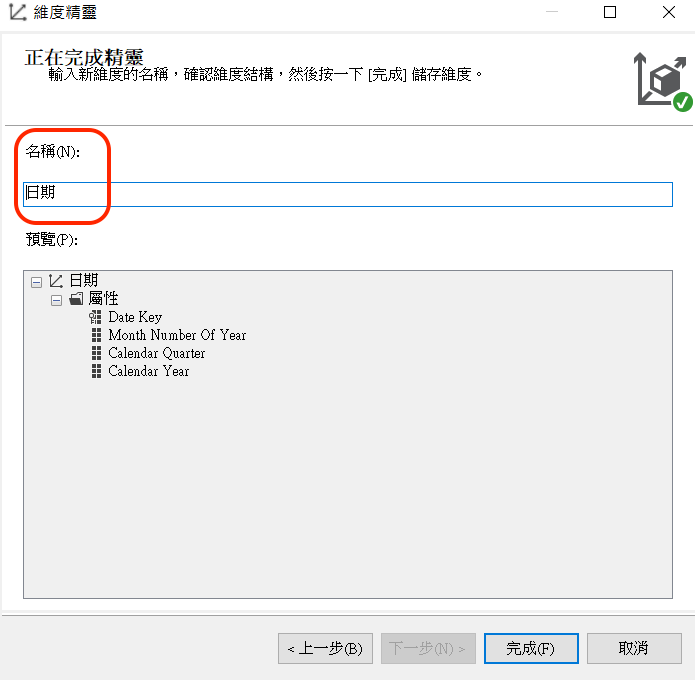 維度精靈
正在完成精靈
輸入新維度的名稱，確認維度結構，然後按一下 [完成] 儲存維度。
名稱(N):
日期
預覽(P):
日期
屬性
Date Key
Month Number Of Year
Calendar Quarter
Calendar Year
< 上一步(B)
下一步(N) >
完成(F)
取消